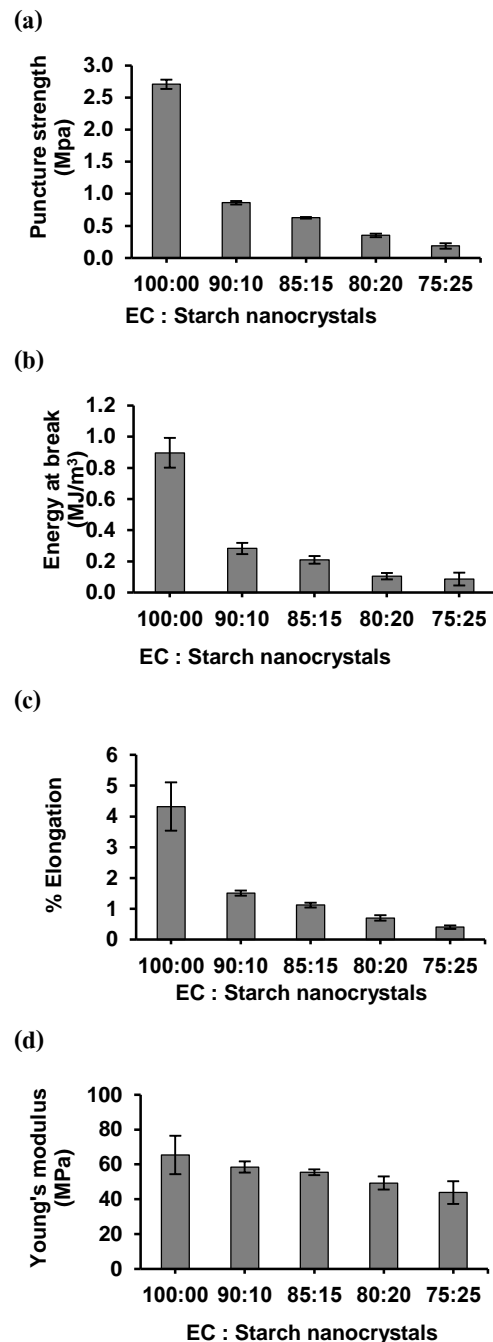 (a)
Puncture strength
(Mpa)
3.0
2.5
2.0
1.5
1.0
0.5
0.0
100:00 90:10 85:15 80:20 75:25
EC : Starch nanocrystals
(b)
Energy at break
(MJ/m³)
1.2
1.0
0.8
0.6
0.4
0.2
0.0
100:00 90:10 85:15 80:20 75:25
EC : Starch nanocrystals
(c)
% Elongation
6
5
4
3
2
1
0
100:00 90:10 85:15 80:20 75:25
EC : Starch nanocrystals
(d)
Young's modulus
(MPa)
100
80
60
40
20
0
100:00 90:10 85:15 80:20 75:25
EC : Starch nanocrystals